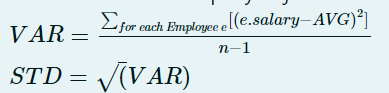 VAR = ∑for each Employee e[(e.salary−AVG)²] / n−1
STD = √(VAR)